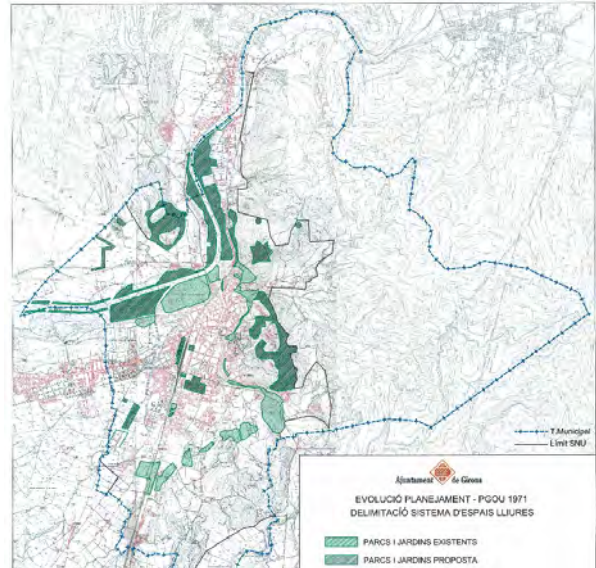 T.Municipal
Límit SNU
Ajuntament de Girona
EVOLUCIÓ PLANEJAMENT - PGOU 1971
DELIMITACIÓ SISTEMA D'ESPAIS LLIURES
PARCS I JARDINS EXISTENTS
PARCS I JARDINS PROPOSTA